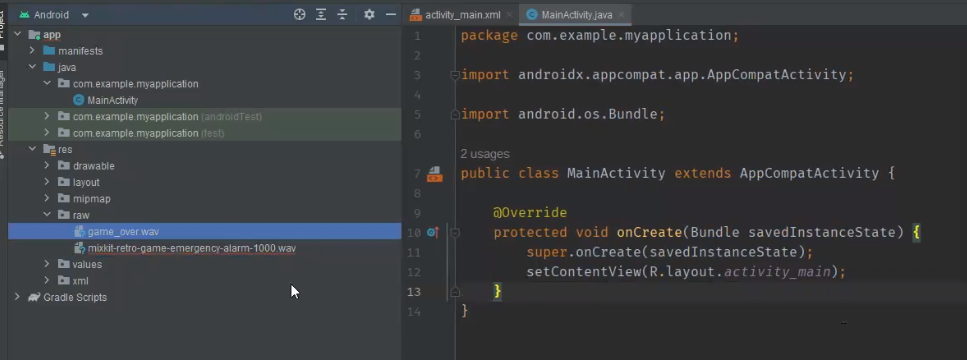 Android
activity_main.xml
MainActivity.java
app
manifests
java
com.example.myapplication
MainActivity
com.example.myapplication (androidTest)
com.example.myapplication (test)
res
drawable
layout
mipmap
raw
game_over.wav
mixkit-retro-game-emergency-alarm-1000.wav
values
xml
Gradle Scripts
Resource Manager
1 package com.example.myapplication;
2
3 import androidx.appcompat.app.AppCompatActivity;
4
5 import android.os.Bundle;
6
2 usages
7 public class MainActivity extends AppCompatActivity {
8
9 @Override
10 protected void onCreate(Bundle savedInstanceState) {
11 super.onCreate(savedInstanceState);
12 setContentView(R.layout.activity_main);
13 }
14 }